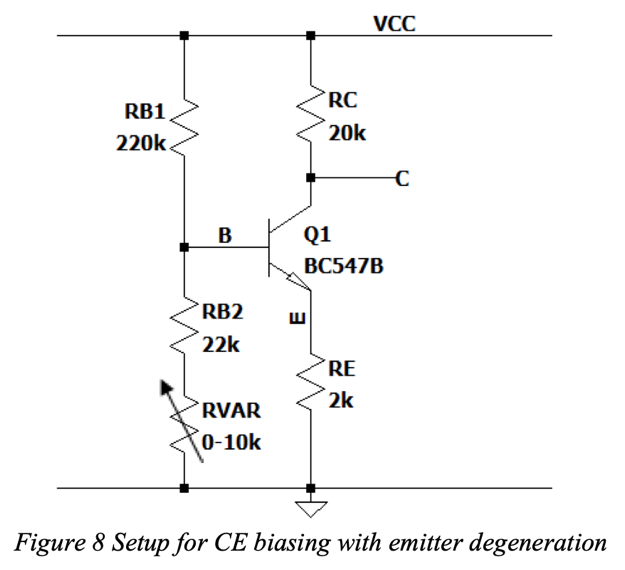 VCC
RB1
220k
RC
20k
C
B
Q1
BC547B
E
RB2
22k
RE
2k
RVAR
0-10k
Figure 8 Setup for CE biasing with emitter degeneration